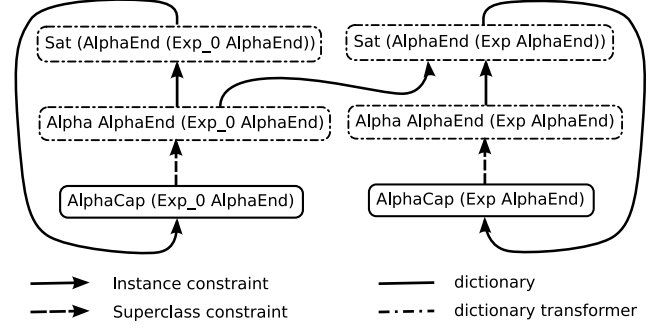 Sat (AlphaEnd (Exp_0 AlphaEnd))
Sat (AlphaEnd (Exp AlphaEnd))
Alpha AlphaEnd (Exp_0 AlphaEnd)
Alpha AlphaEnd (Exp AlphaEnd)
AlphaCap (Exp_0 AlphaEnd)
AlphaCap (Exp AlphaEnd)
Instance constraint
dictionary
Superclass constraint
dictionary transformer